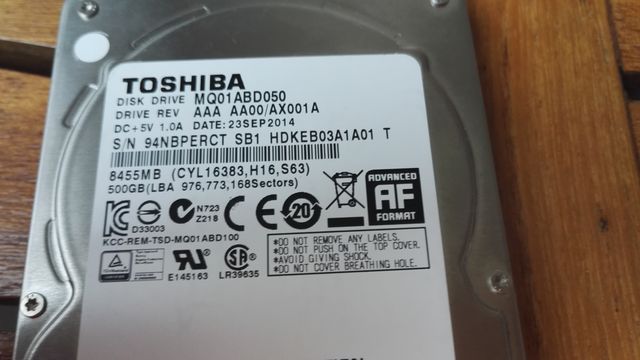 TOSHIBA
DISK DRIVE MQ01ABD050
DRIVE REV AAA AA00/AX001A
DC+5V 1.0A DATE:23SEP2014
S/N 94NBPERCT SB1 HDKEB03A1A01 T
8455MB (CYL16383,H16,S63)
500GB(LBA 976,773,168Sectors)
ADVANCED
AF
FORMAT
D33003
N723
Z218
CE
20
KCC-REM-TSD-MQ01ABD100
E145163
LR39635
*DO NOT REMOVE ANY LABELS.
*DO NOT PUSH ON THE TOP COVER.
*AVOID GIVING SHOCK.
*DO NOT COVER BREATHING HOLE.